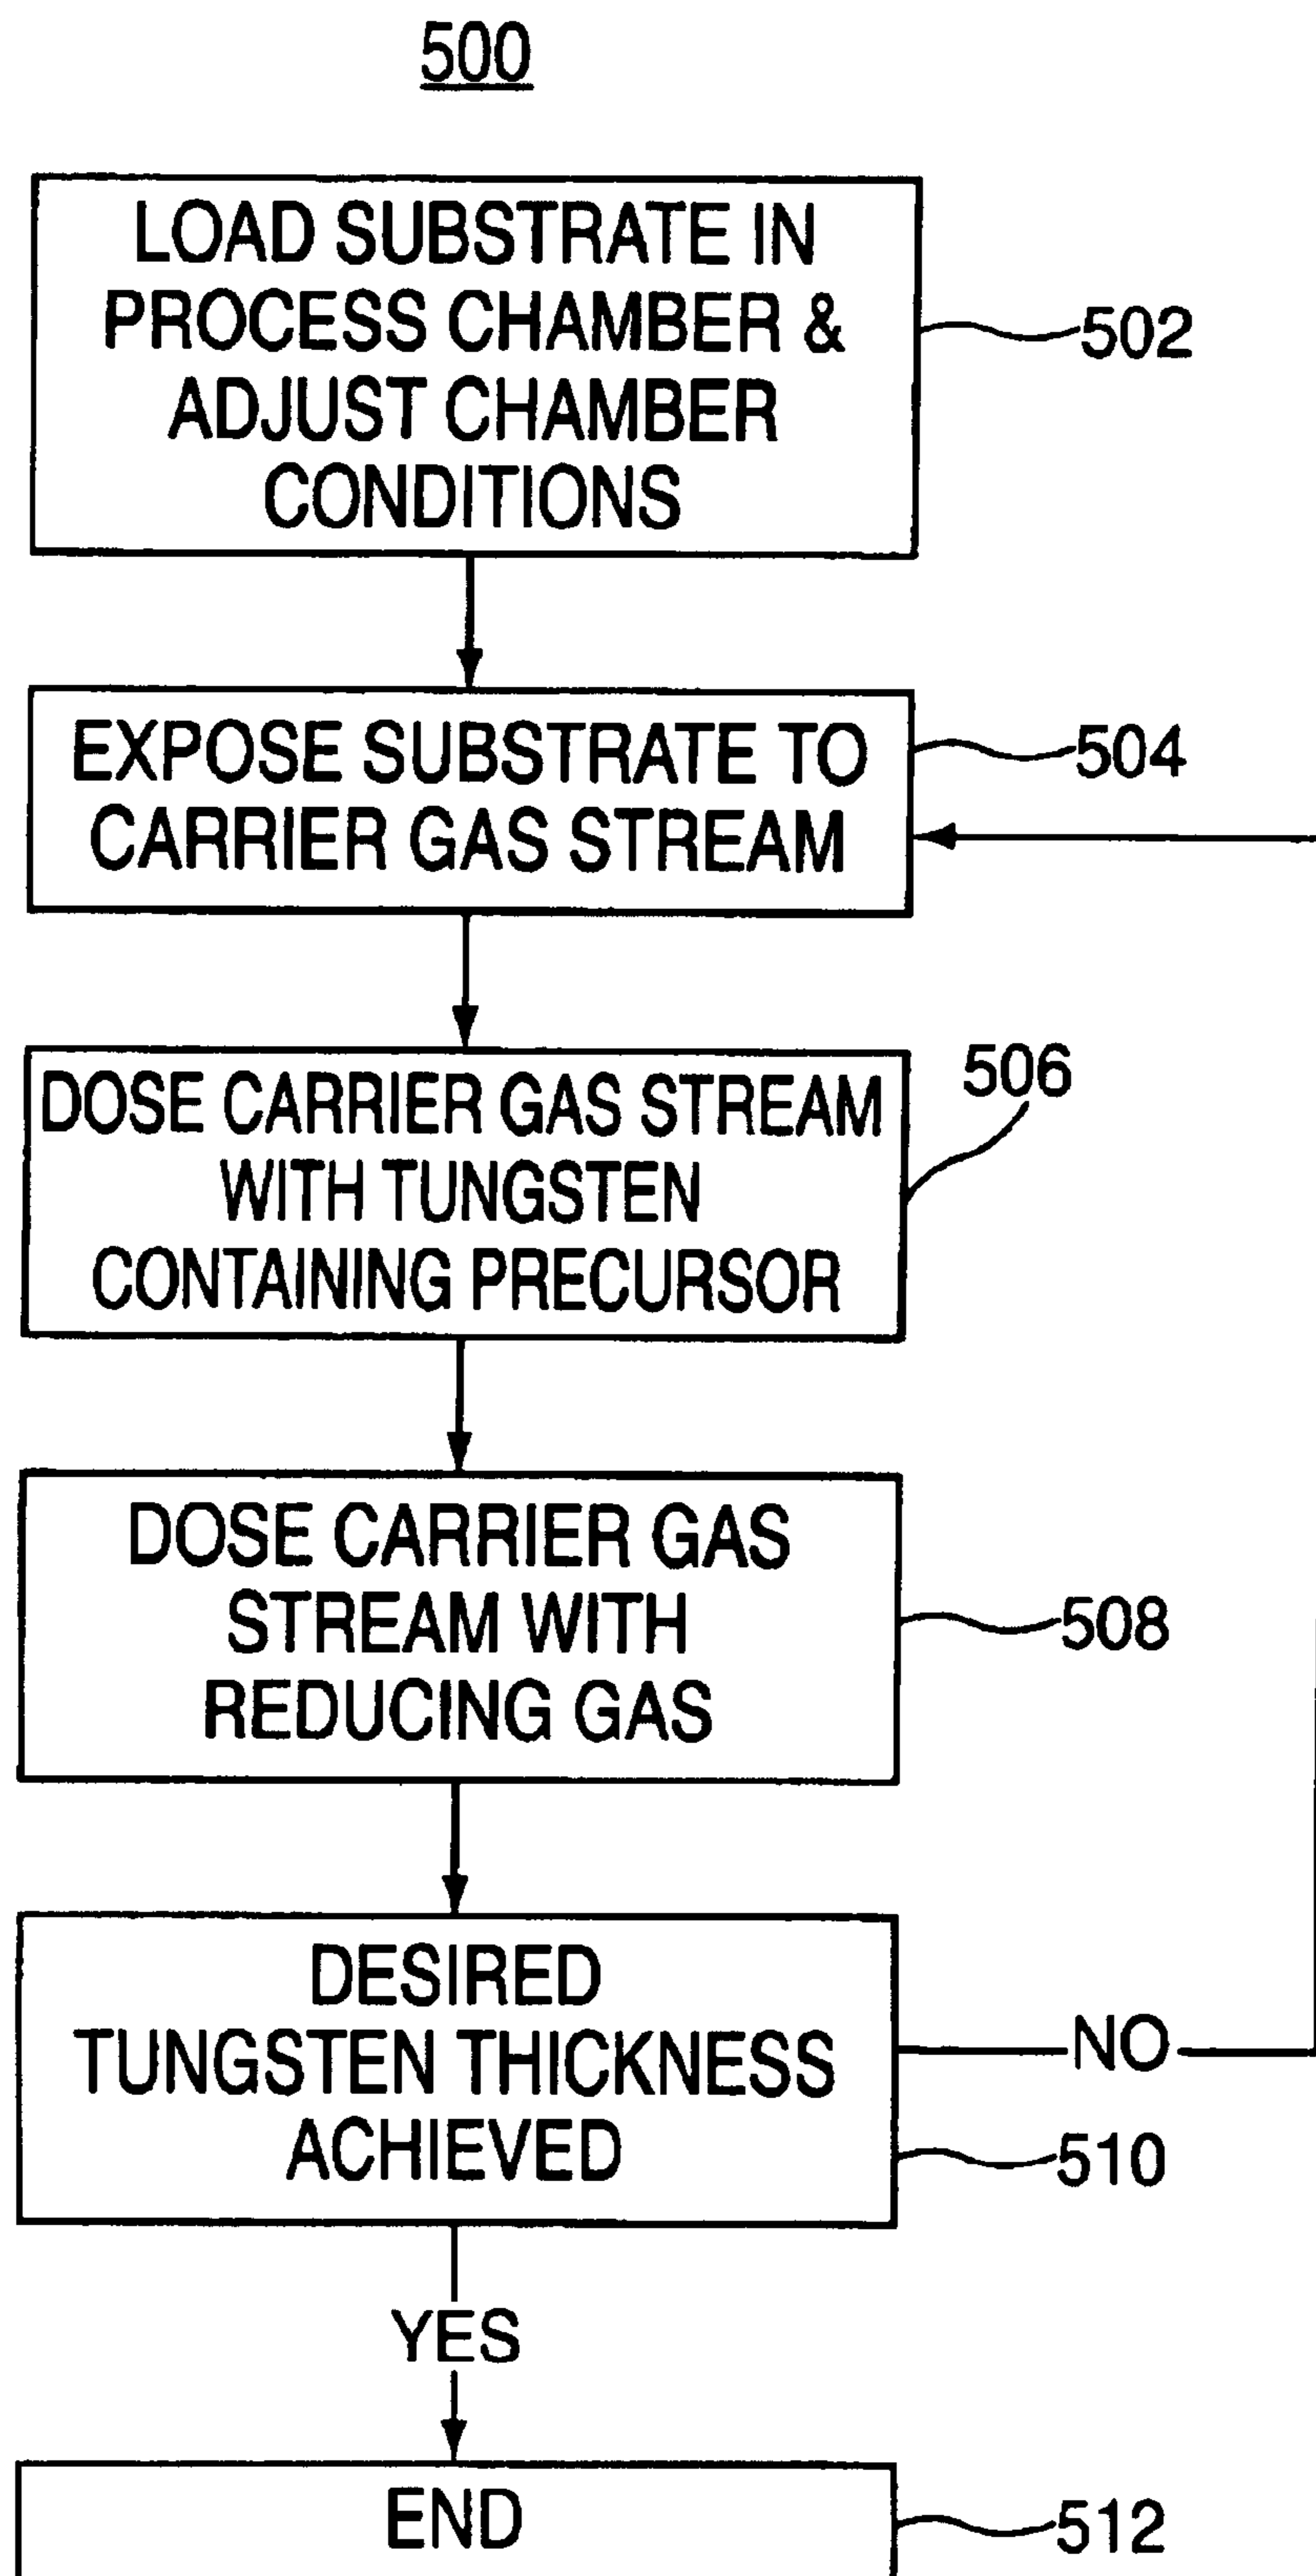 500
LOAD SUBSTRATE IN
PROCESS CHAMBER &
ADJUST CHAMBER
CONDITIONS
502
EXPOSE SUBSTRATE TO
CARRIER GAS STREAM
504
DOSE CARRIER GAS STREAM
WITH TUNGSTEN
CONTAINING PRECURSOR
506
DOSE CARRIER GAS
STREAM WITH
REDUCING GAS
508
DESIRED
TUNGSTEN THICKNESS
ACHIEVED
NO
510
YES
END
512